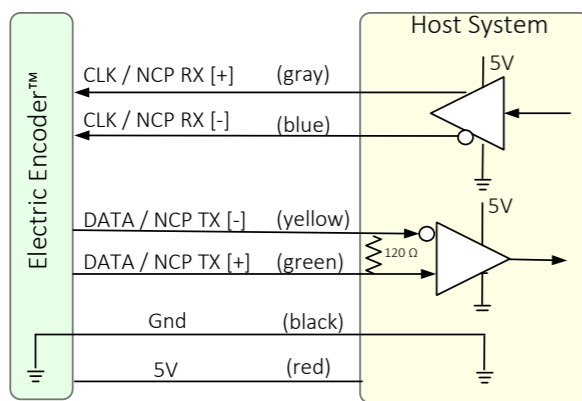 Host System
5V
CLK / NCP RX [+] (gray)
CLK / NCP RX [-] (blue)
Electric Encoder™
5V
DATA / NCP TX [-] (yellow)
120 Ω
DATA / NCP TX [+] (green)
Gnd (black)
5V (red)